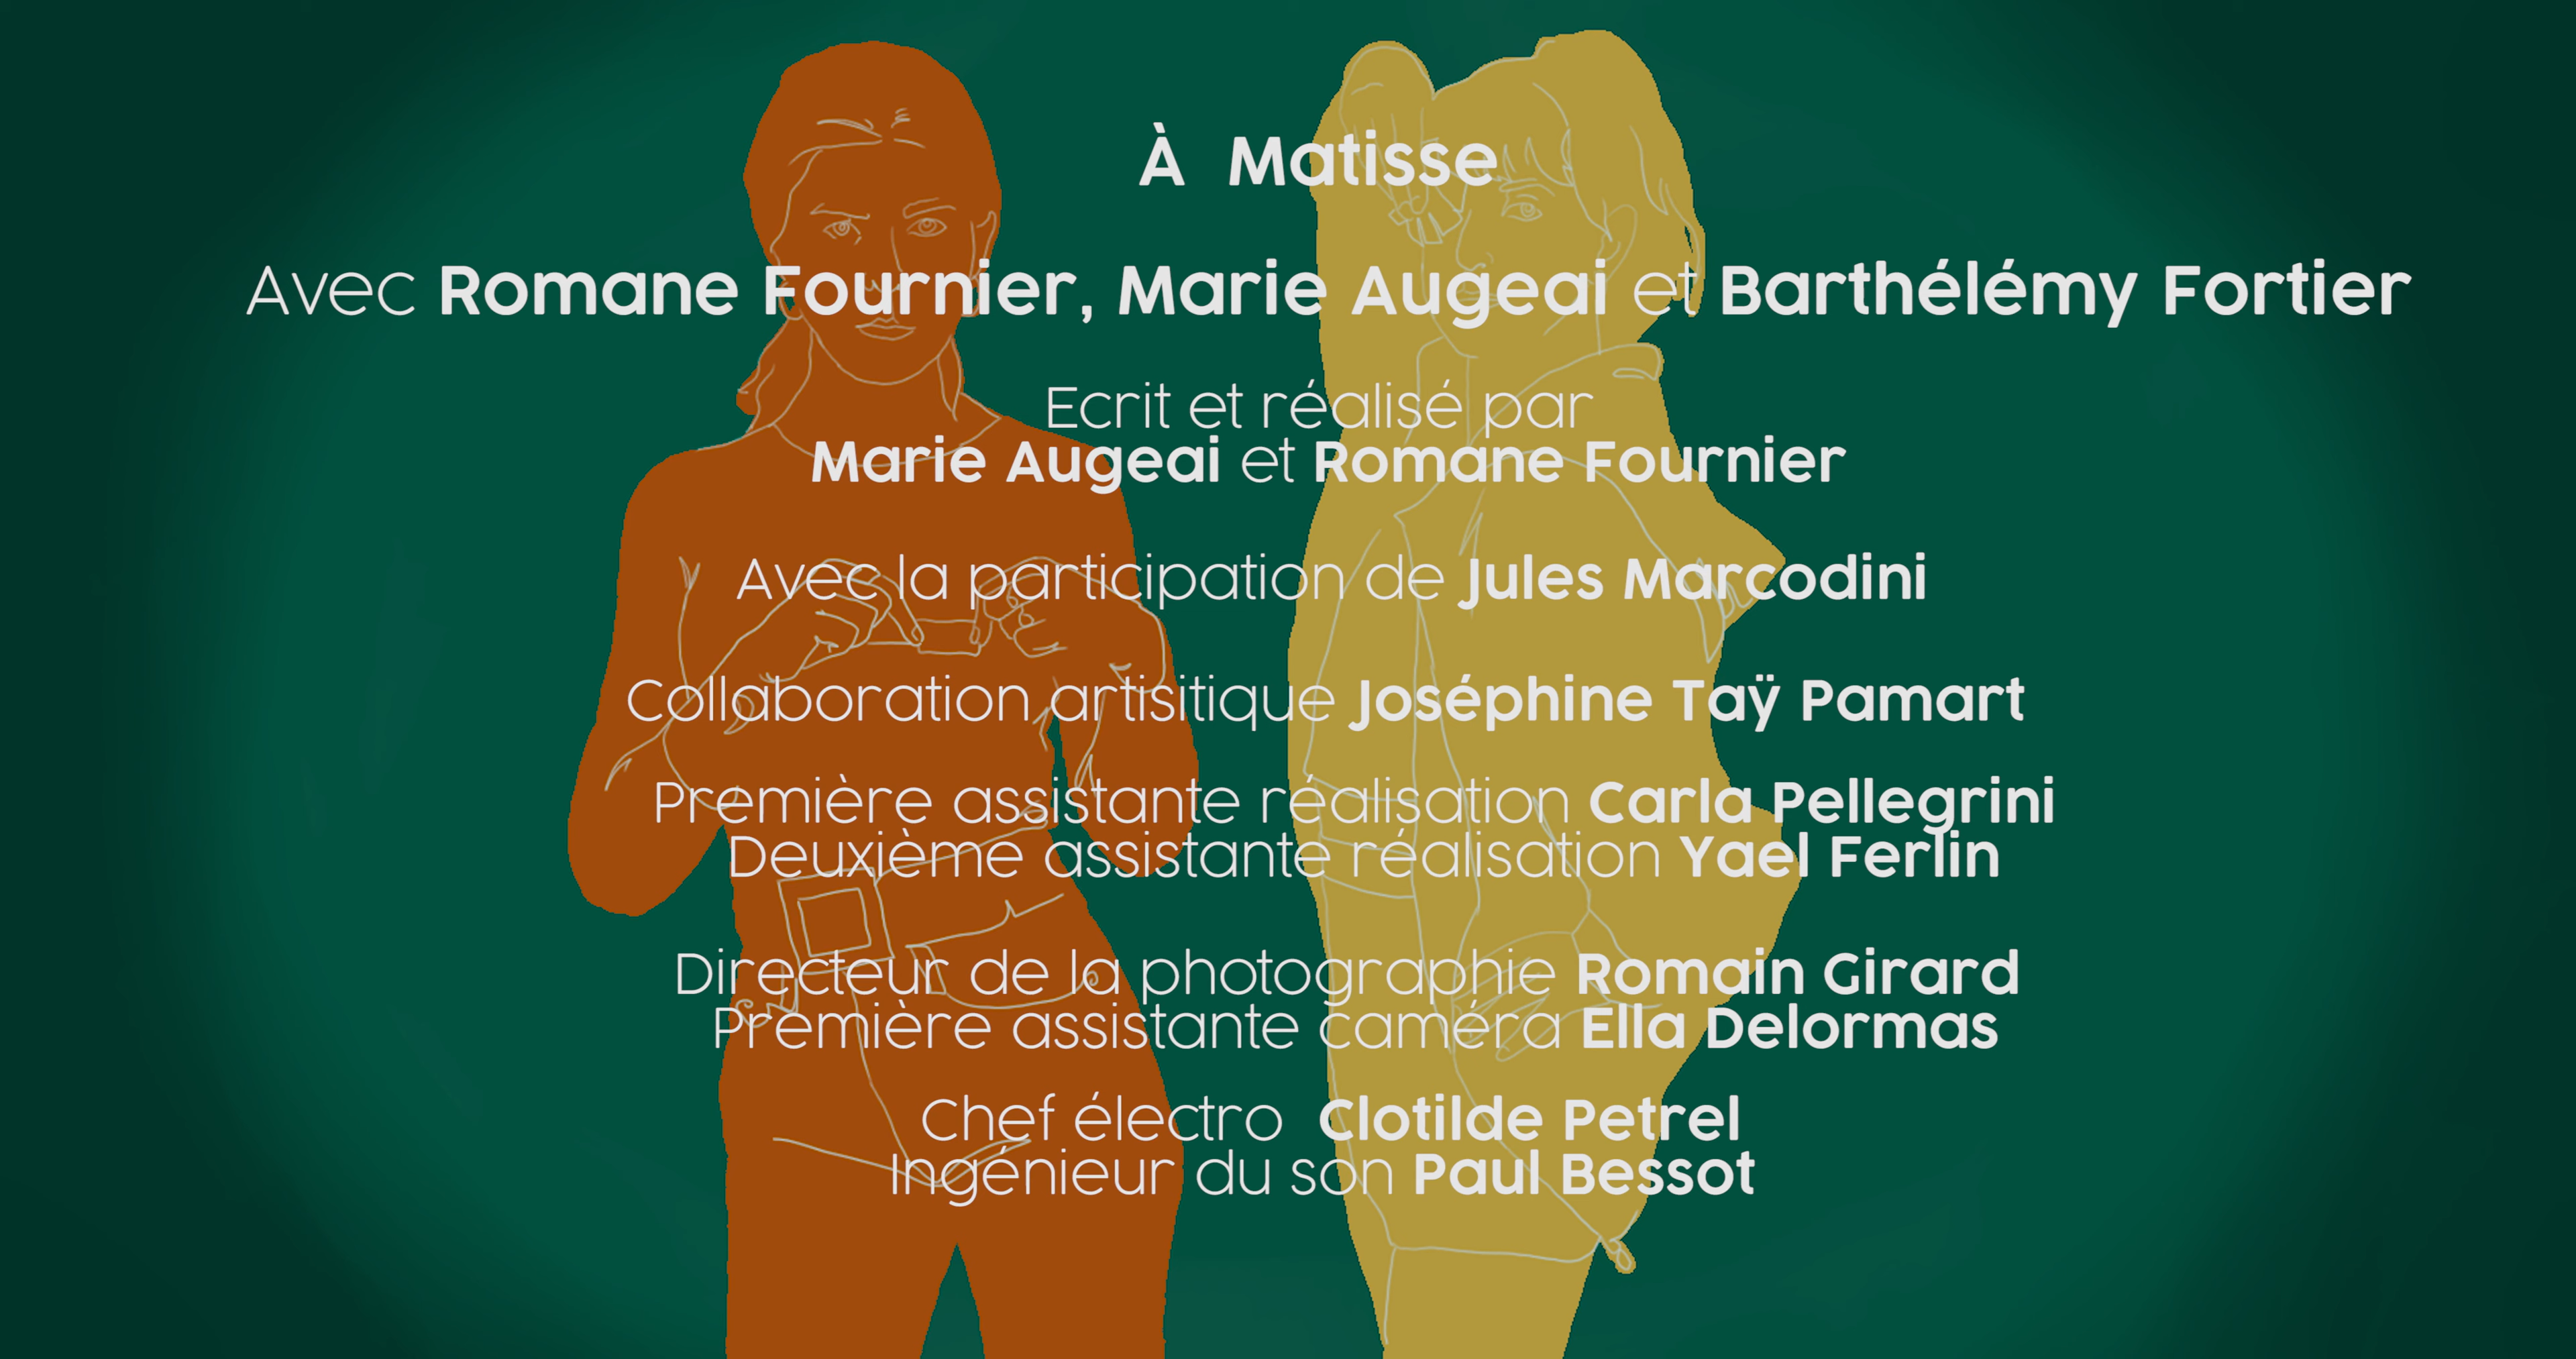 À Matisse
Avec Romane Fournier, Marie Augeai et Barthélémy Fortier
Ecrit et réalisé par
Marie Augeai et Romane Fournier
Avec la participation de Jules Marcodini
Collaboration artisitique Joséphine Taÿ Pamart
Première assistante réalisation Carla Pellegrini
Deuxième assistante réalisation Yael Ferlin
Directeur de la photographie Romain Girard
Première assistante caméra Ella Delormas
Chef électro Clotilde Petrel
Ingénieur du son Paul Bessot